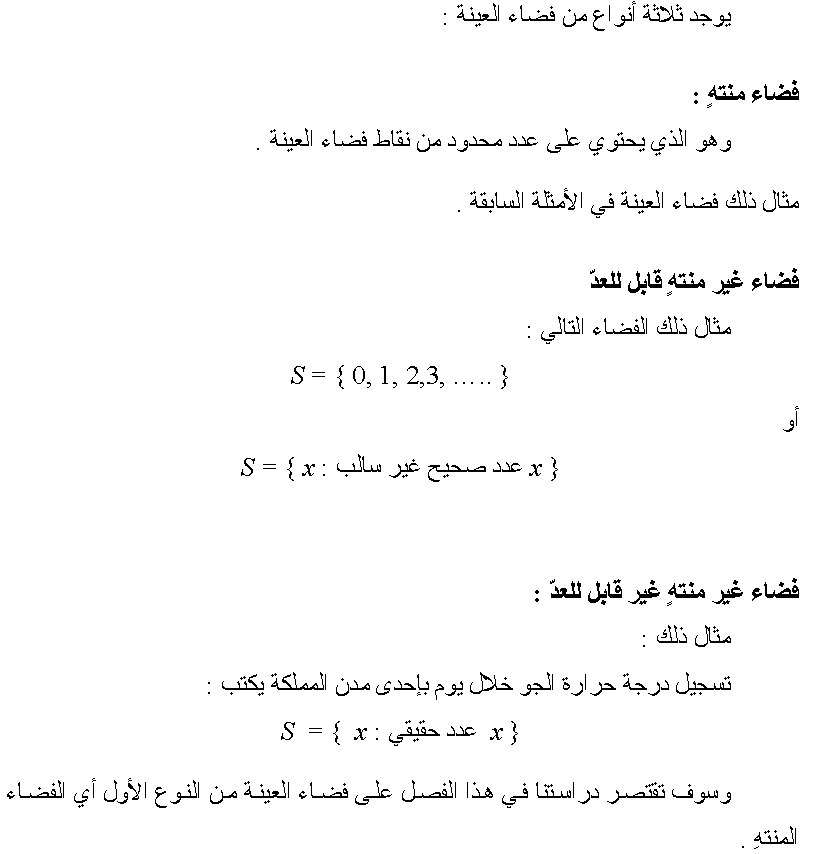 يوجد ثلاثة أنواع من فضاء العينة :
فضاء منتهٍ :
وهو الذي يحتوي على عدد محدود من نقاط فضاء العينة .
مثال ذلك فضاء العينة في الأمثلة السابقة .
فضاء غير منتهٍ قابل للعدّ
مثال ذلك الفضاء التالي :
S = { 0, 1, 2,3, ….. }
أو
S = { x : عدد صحيح غير سالب x }
فضاء غير منتهٍ غير قابل للعدّ :
مثال ذلك :
تسجيل درجة حرارة الجو خلال يوم بإحدى مدن المملكة يكتب :
S = { x : عدد حقيقي x }
وسوف تقتصر دراستنا في هذا الفصل على فضاء العينة من النوع الأول أي الفضاء
المنتهِ .